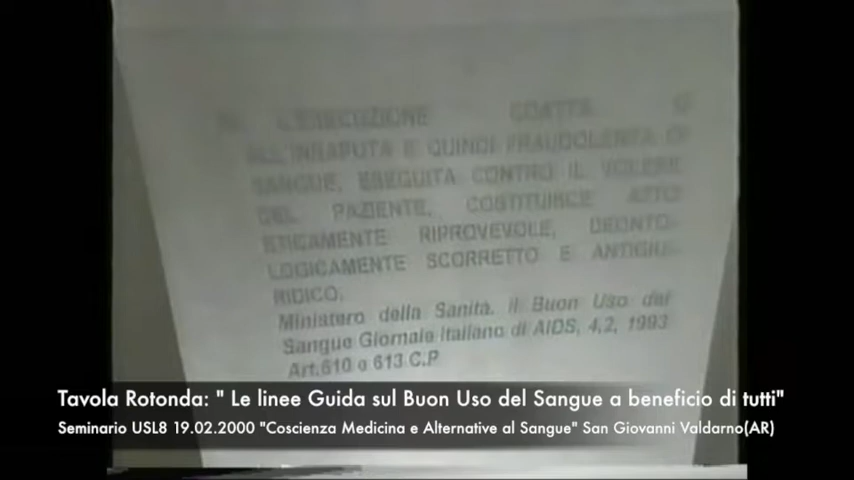 L'ESECUZIONE COATTA O
ALL'INSAPUTA E QUINDI FRAUDOLENTA DI
SANGUE, ESEGUITA CONTRO IL VOLERE
DEL PAZIENTE, COSTITUISCE ATTO
ETICAMENTE RIPROVEVOLE, DEONTO-
LOGICAMENTE SCORRETTO E ANTIGIU-
RIDICO.
Ministero della Sanità, il Buon Uso del
Sangue Giornale Italiano di AIDS, 4,2, 1993
Art.610 e 613 C.P
Tavola Rotonda: " Le linee Guida sul Buon Uso del Sangue a beneficio di tutti"
Seminario USL8 19.02.2000 "Coscienza Medicina e Alternative al Sangue" San Giovanni Valdarno(AR)